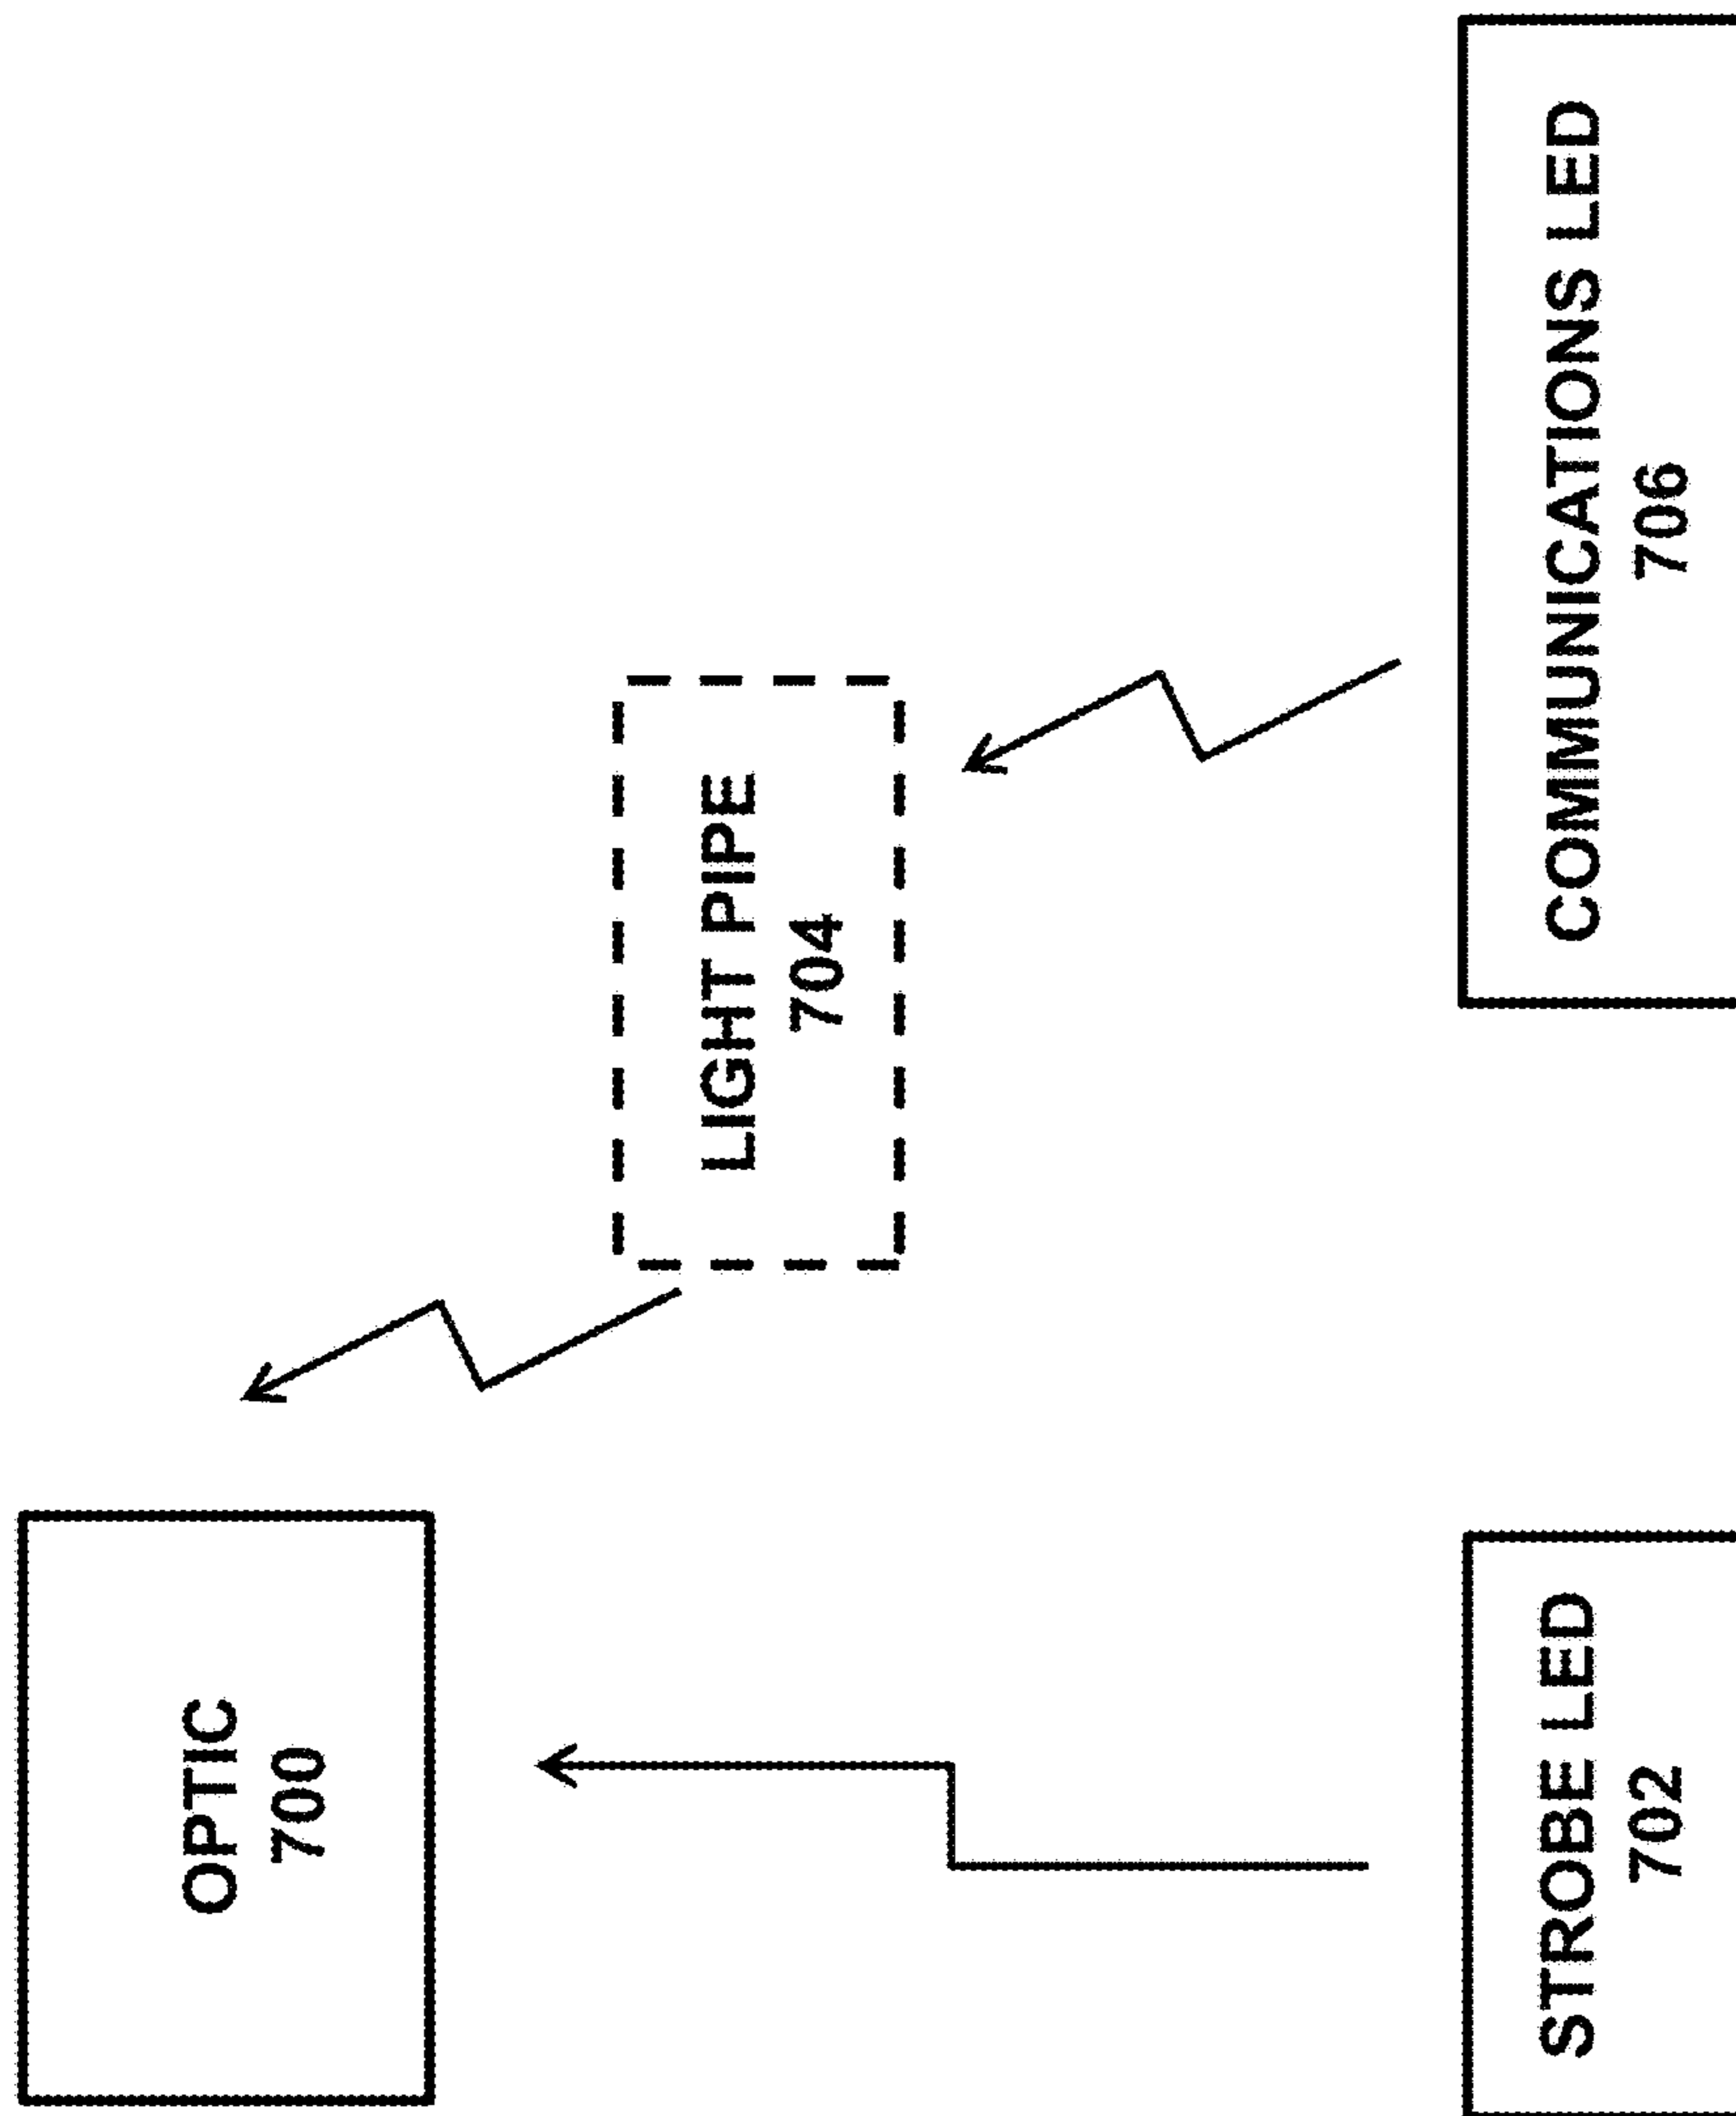 OPTIC
700
LIGHT PIPE
704
STROBE LED
702
COMMUNICATIONS LED
706